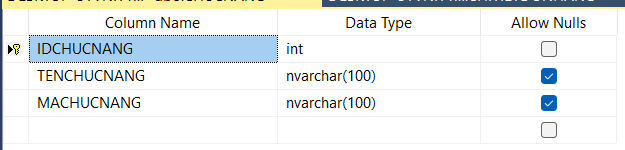 Column Name Data Type Allow Nulls
IDCHUCNANG int
TENCHUCNANG nvarchar(100)
MACHUCNANG nvarchar(100)